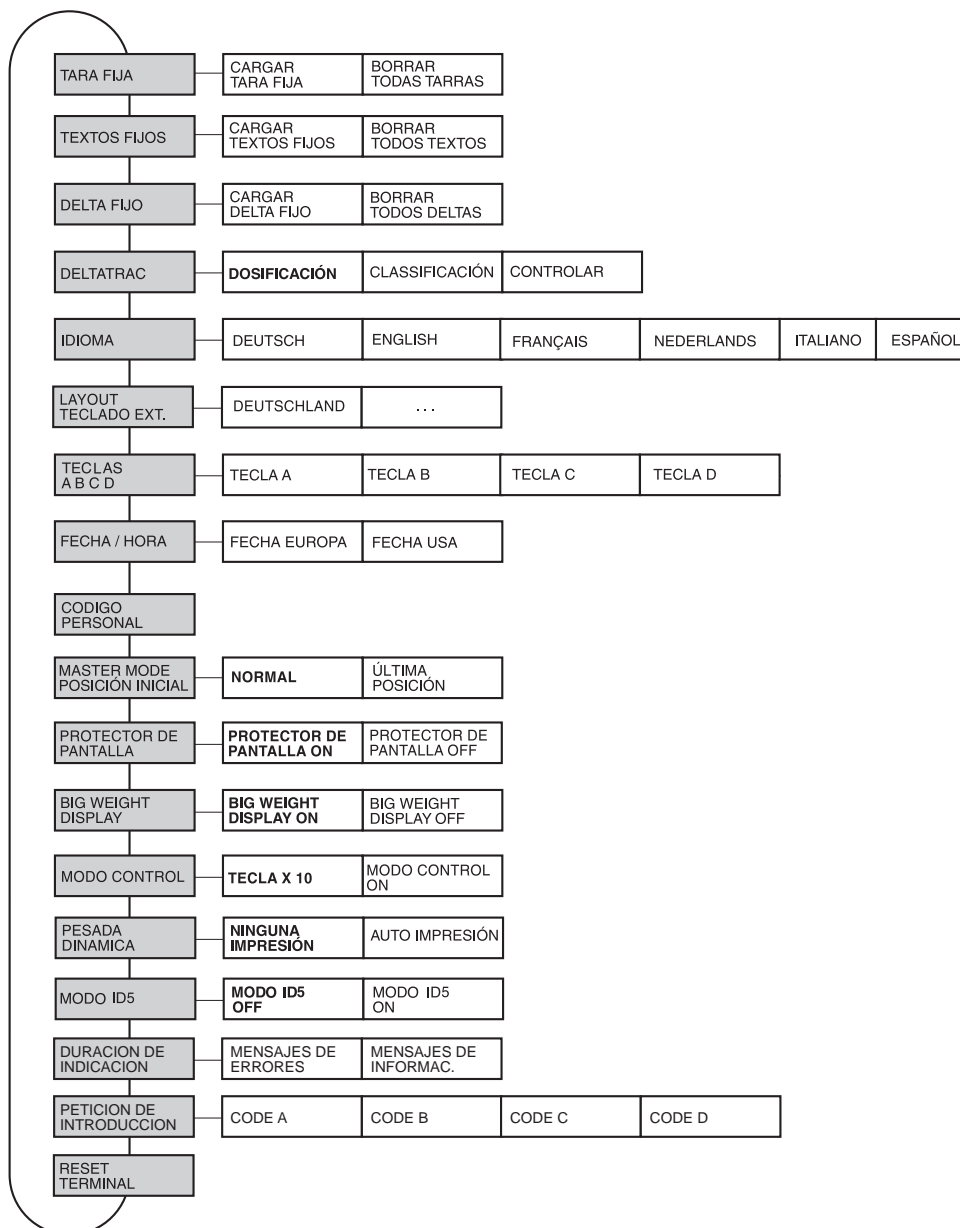 TARA FIJA
CARGAR
TARA FIJA
BORRAR
TODAS TARRAS
TEXTOS FIJOS
CARGAR
TEXTOS FIJOS
BORRAR
TODOS TEXTOS
DELTA FIJO
CARGAR
DELTA FIJO
BORRAR
TODOS DELTAS
DELTATRAC
DOSIFICACIÓN
CLASSIFICACIÓN
CONTROLAR
IDIOMA
DEUTSCH
ENGLISH
FRANÇAIS
NEDERLANDS
ITALIANO
ESPAÑOL
LAYOUT
TECLADO EXT.
DEUTSCHLAND
. . .
TECLAS
A B C D
TECLA A
TECLA B
TECLA C
TECLA D
FECHA / HORA
FECHA EUROPA
FECHA USA
CODIGO
PERSONAL
MASTER MODE
POSICIÓN INICIAL
NORMAL
ÚLTIMA
POSICIÓN
PROTECTOR DE
PANTALLA
PROTECTOR DE
PANTALLA ON
PROTECTOR DE
PANTALLA OFF
BIG WEIGHT
DISPLAY
BIG WEIGHT
DISPLAY ON
BIG WEIGHT
DISPLAY OFF
MODO CONTROL
TECLA X 10
MODO CONTROL
ON
PESADA
DINAMICA
NINGUNA
IMPRESIÓN
AUTO IMPRESIÓN
MODO ID5
MODO ID5
OFF
MODO ID5
ON
DURACION DE
INDICACION
MENSAJES DE
ERRORES
MENSAJES DE
INFORMAC.
PETICION DE
INTRODUCCION
CODE A
CODE B
CODE C
CODE D
RESET
TERMINAL